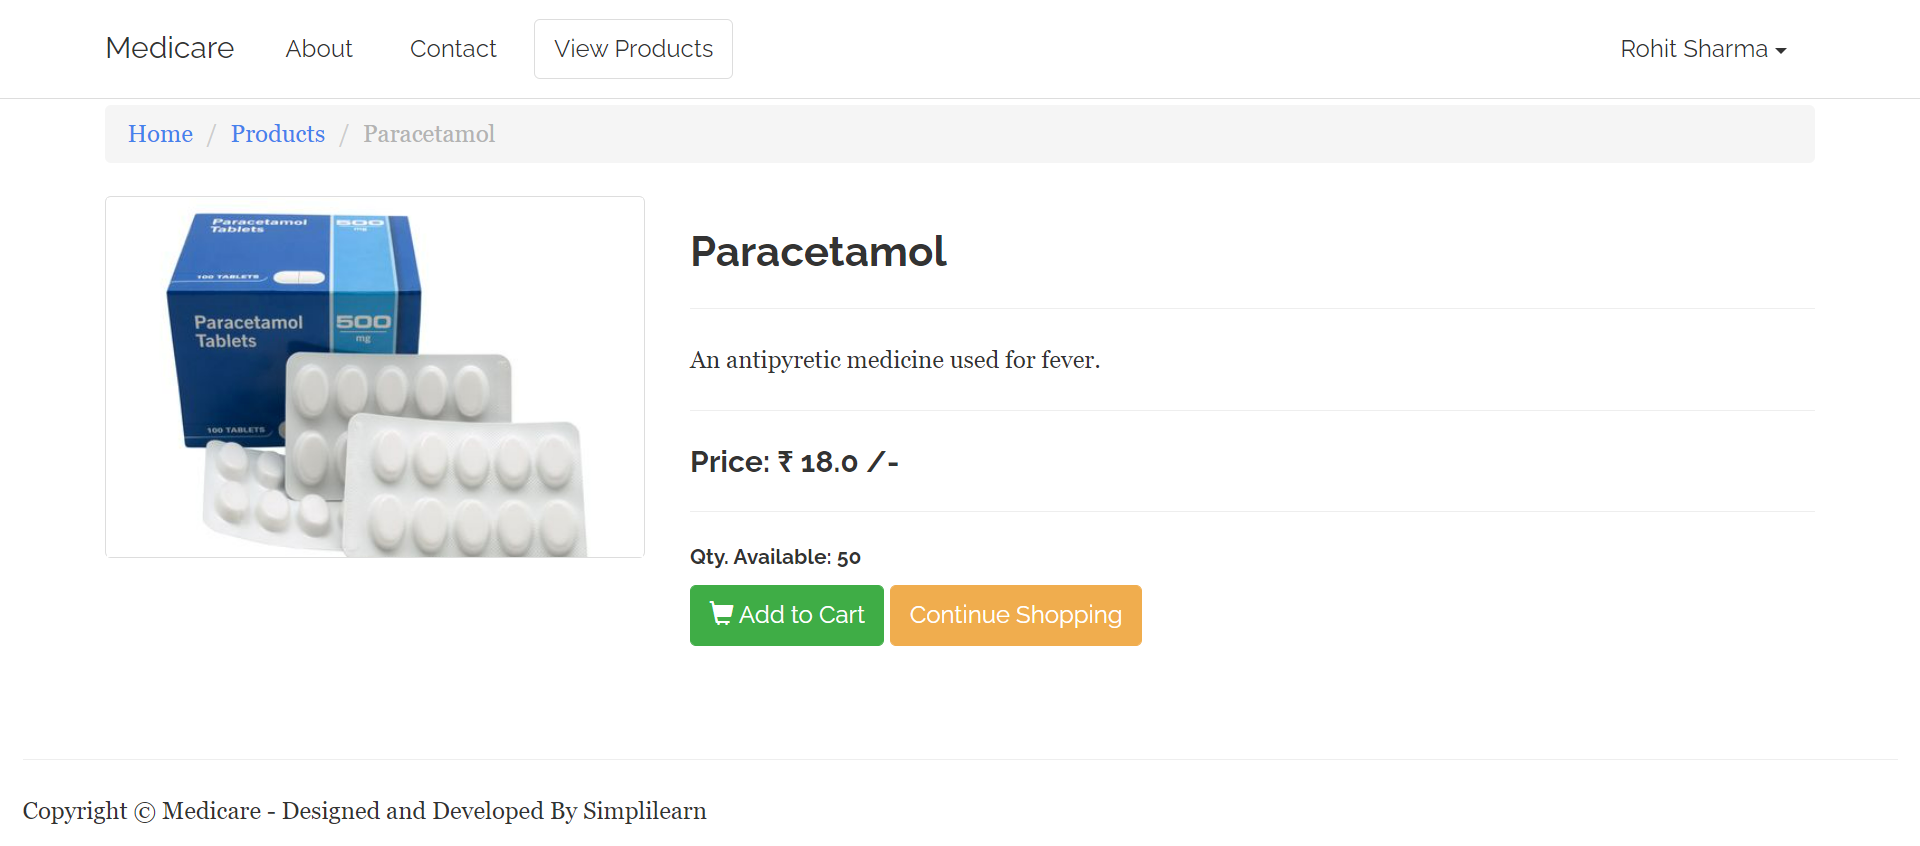 Medicare About Contact View Products Rohit Sharma
Home / Products / Paracetamol
Paracetamol
Tablets
500
mg
100 TABLETS
Paracetamol
Tablets
500
mg
100 TABLETS
Paracetamol
An antipyretic medicine used for fever.
Price: ₹ 18.0 /-
Qty. Available: 50
Add to Cart Continue Shopping
Copyright © Medicare - Designed and Developed By Simplilearn